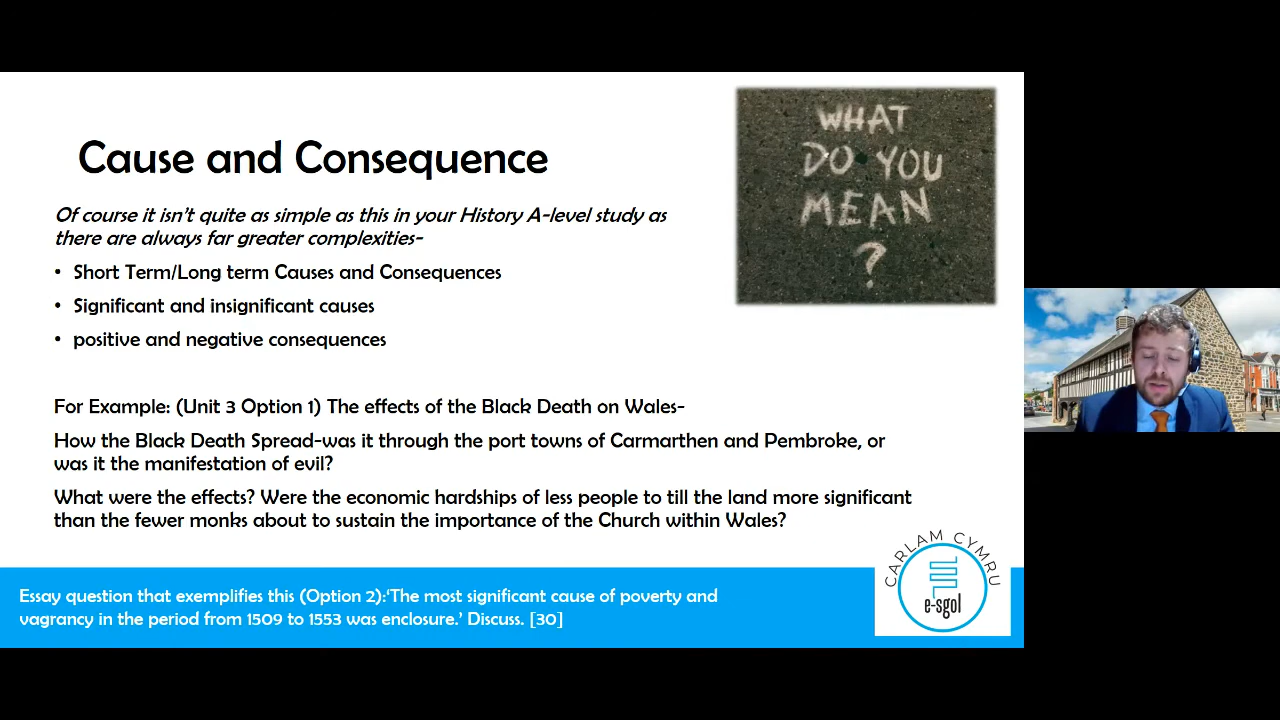 WHAT
DO YOU
MEAN
?
Cause and Consequence
Of course it isn't quite as simple as this in your History A-level study as
there are always far greater complexities-
• Short Term/Long term Causes and Consequences
• Significant and insignificant causes
• positive and negative consequences
For Example: (Unit 3 Option 1) The effects of the Black Death on Wales-
How the Black Death Spread-was it through the port towns of Carmarthen and Pembroke, or
was it the manifestation of evil?
What were the effects? Were the economic hardships of less people to till the land more significant
than the fewer monks about to sustain the importance of the Church within Wales?
CARLAM CYMRU
e-sgol
Essay question that exemplifies this (Option 2):'The most significant cause of poverty and
vagrancy in the period from 1509 to 1553 was enclosure.' Discuss. [30]